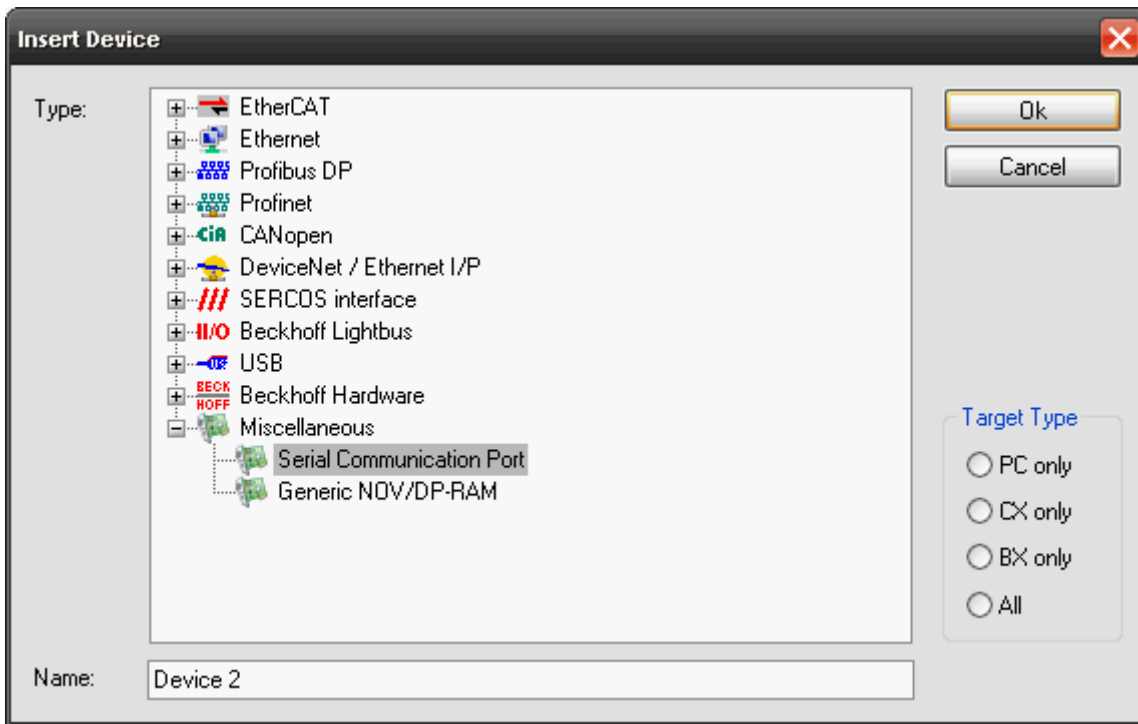 Insert Device
Type:
EtherCAT
Ethernet
Profibus DP
Profinet
CiA CANopen
DeviceNet / Ethernet I/P
SERCOS interface
II/O Beckhoff Lightbus
USB
BECK
HOFF
Beckhoff Hardware
Miscellaneous
Serial Communication Port
Generic NOV/DP-RAM
Ok
Cancel
Target Type
PC only
CX only
BX only
All
Name:
Device 2